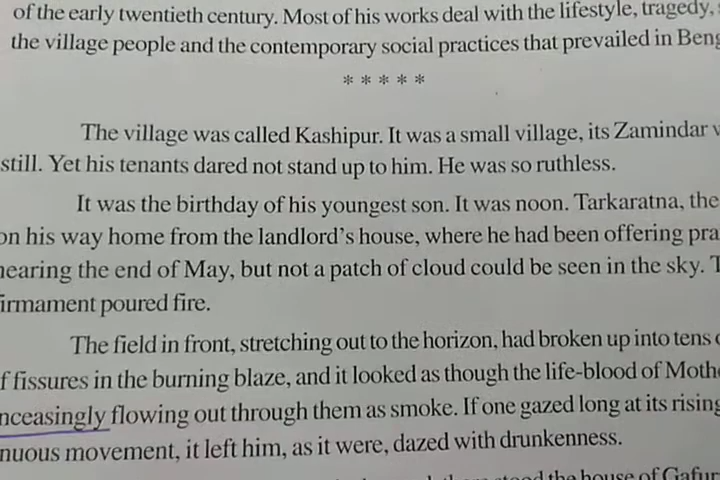 of the early twentieth century. Most of his works deal with the lifestyle, tragedy,
the village people and the contemporary social practices that prevailed in Beng
* * * * *
The village was called Kashipur. It was a small village, its Zamindar
still. Yet his tenants dared not stand up to him. He was so ruthless.
It was the birthday of his youngest son. It was noon. Tarkaratna, the
on his way home from the landlord's house, where he had been offering pra
nearing the end of May, but not a patch of cloud could be seen in the sky. T
irmament poured fire.
The field in front, stretching out to the horizon, had broken up into tens
f fissures in the burning blaze, and it looked as though the life-blood of Moth
nceasingly flowing out through them as smoke. If one gazed long at its rising
nuous movement, it left him, as it were, dazed with drunkenness.
stood the house of Gafur